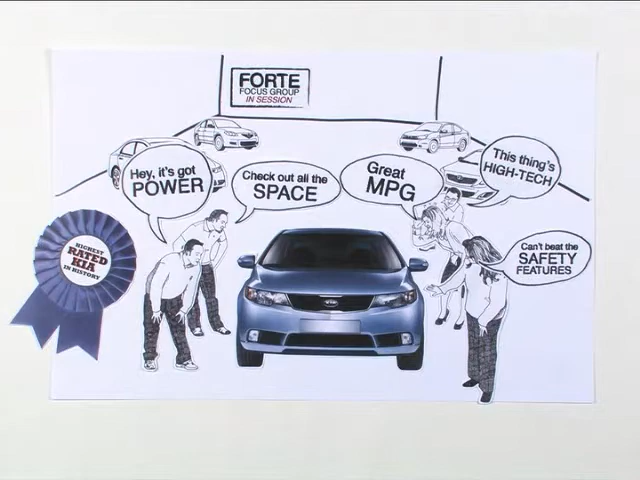 FORTE
FOCUS GROUP
IN SESSION
Hey, it's got
POWER
Check out all the
SPACE
Great
MPG
This thing's
HIGH-TECH
Can't beat the
SAFETY
FEATURES
HIGHEST
RATED
KIA
IN HISTORY
KIA